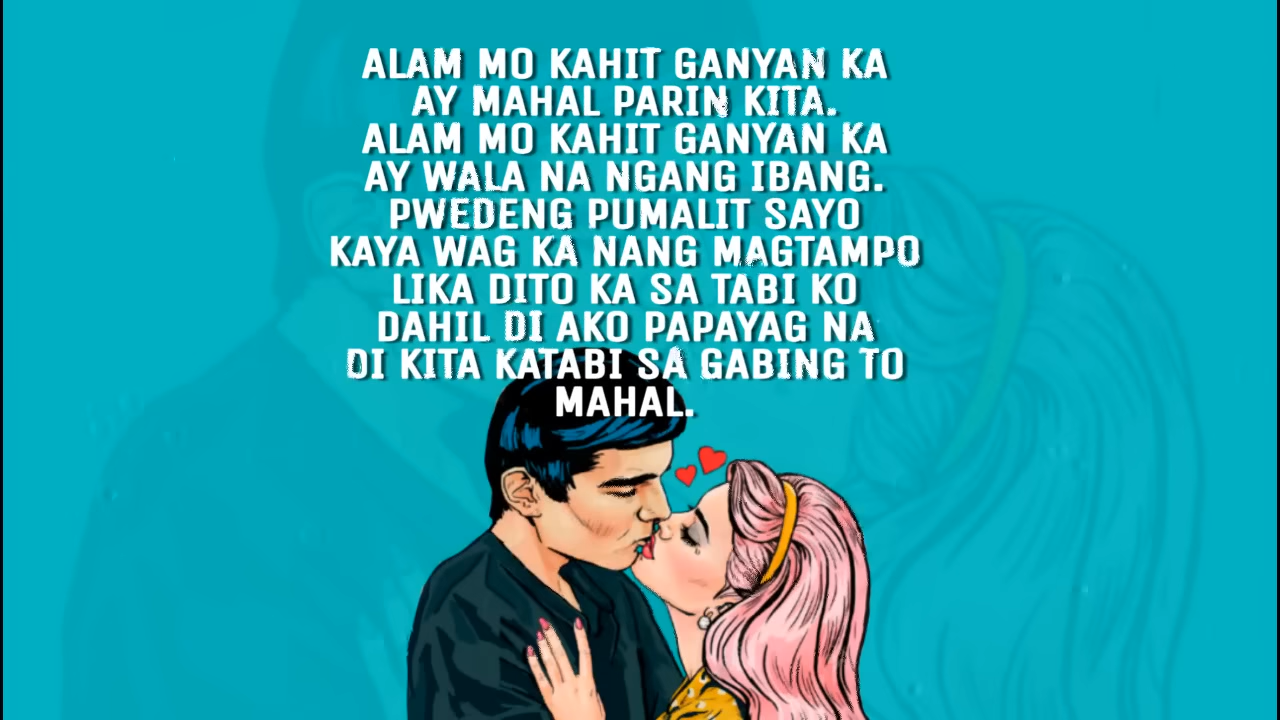 ALAM MO KAHIT GANYAN KA
AY MAHAL PARIN KITA.
ALAM MO KAHIT GANYAN KA
AY WALA NA NGANG IBANG.
PWEDENG PUMALIT SAYO
KAYA WAG KA NANG MAGTAMPO
LIKA DITO KA SA TABI KO
DAHIL DI AKO PAPAYAG NA
DI KITA KATABI SA GABING TO
MAHAL.